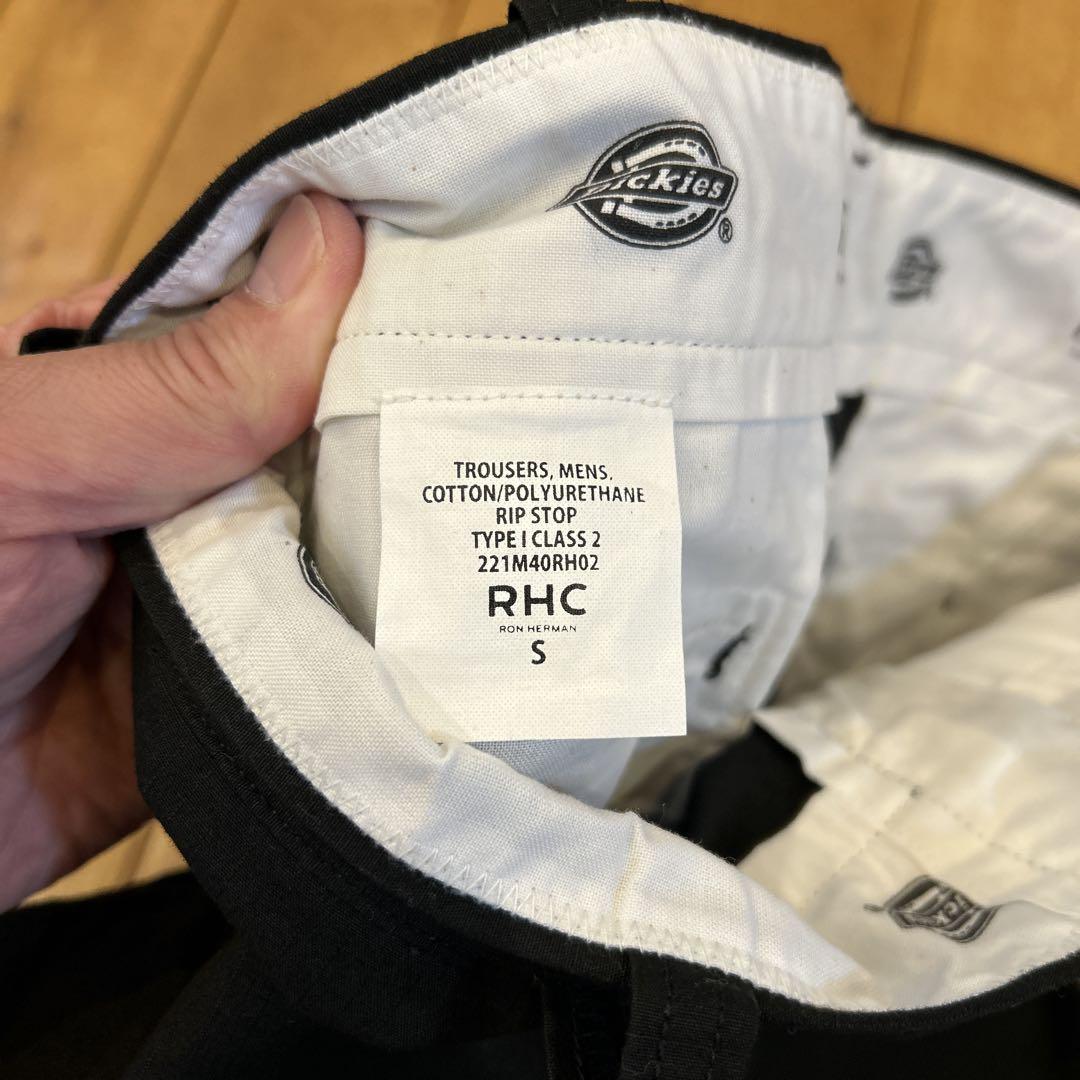 Dickies®
TROUSERS, MENS.
COTTON/POLYURETHANE
RIP STOP
TYPE I CLASS 2
221M40RH02
RHC
RON HERMAN
S